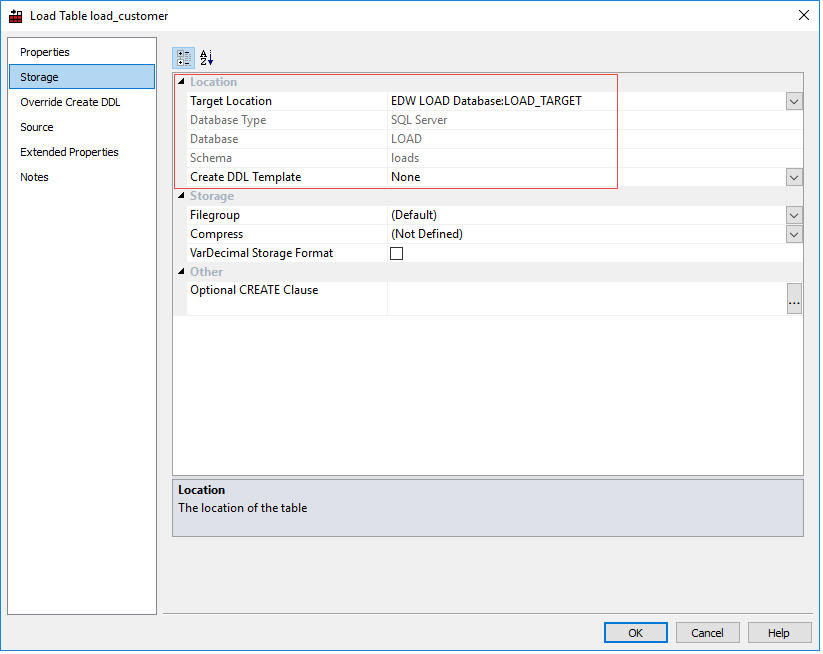 Load Table load_customer
Properties
Storage
Override Create DDL
Source
Extended Properties
Notes
A
Z
Location
Target Location EDW LOAD Database:LOAD_TARGET
Database Type SQL Server
Database LOAD
Schema loads
Create DDL Template None
Storage
Filegroup (Default)
Compress (Not Defined)
VarDecimal Storage Format
Other
Optional CREATE Clause
...
Location
The location of the table
OK Cancel Help